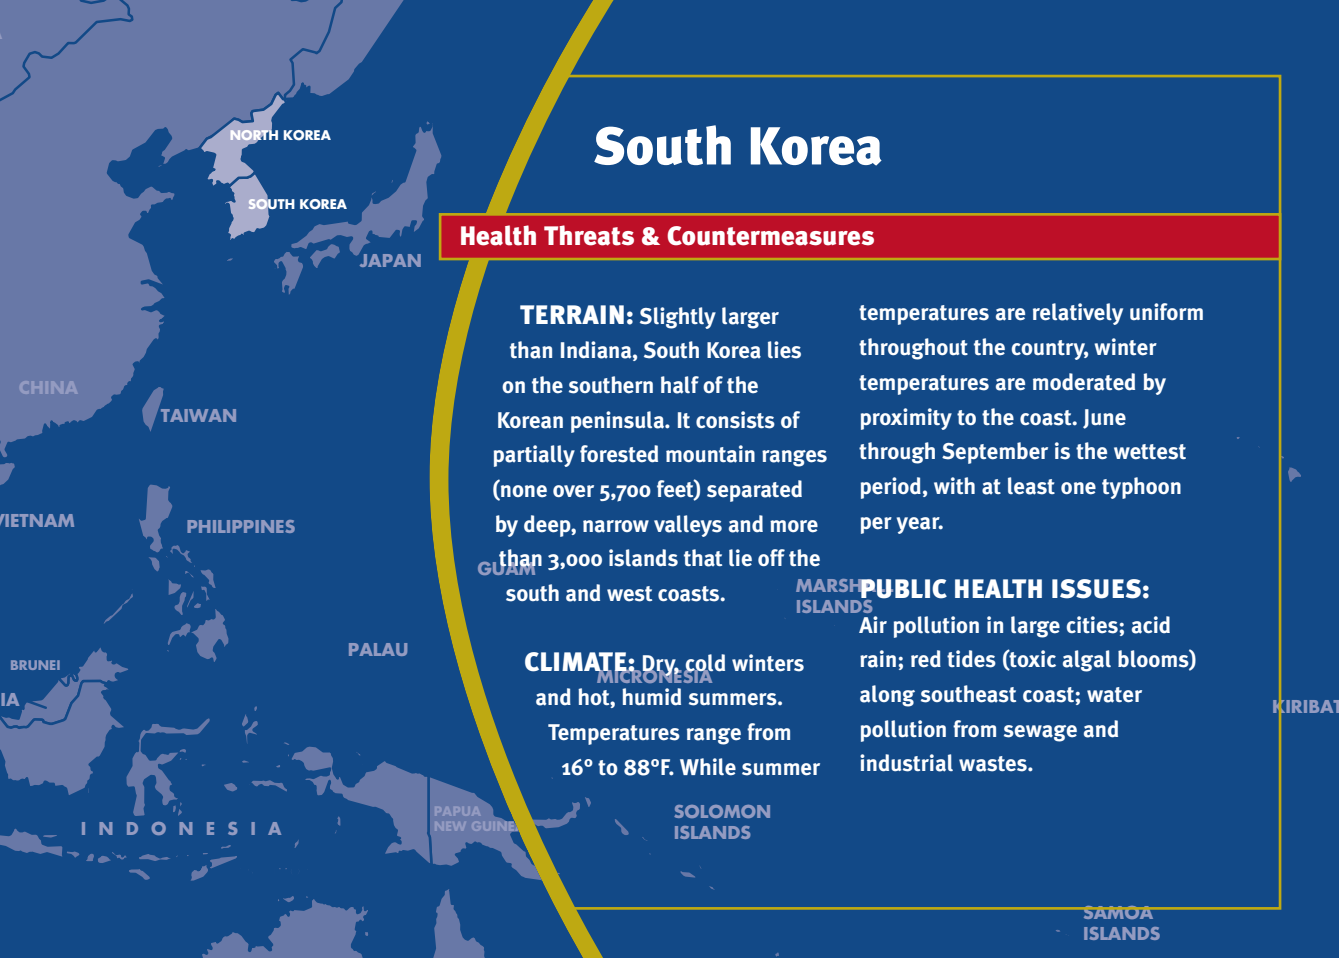 NORTH KOREA
SOUTH KOREA
JAPAN
CHINA
TAIWAN
VIETNAM
PHILIPPINES
GUAM
MARSH
ISLANDS
PALAU
BRUNEI
MICRONESIA
IA
KIRIBAT
INDONESIA
PAPUA
NEW GUINE
SOLOMON
ISLANDS
SAMOA
ISLANDS
South Korea
Health Threats & Countermeasures
TERRAIN: Slightly larger
than Indiana, South Korea lies
on the southern half of the
Korean peninsula. It consists of
partially forested mountain ranges
(none over 5,700 feet) separated
by deep, narrow valleys and more
than 3,000 islands that lie off the
south and west coasts.
CLIMATE: Dry, cold winters
and hot, humid summers.
Temperatures range from
16° to 88°F. While summer
temperatures are relatively uniform
throughout the country, winter
temperatures are moderated by
proximity to the coast. June
through September is the wettest
period, with at least one typhoon
per year.
PUBLIC HEALTH ISSUES:
Air pollution in large cities; acid
rain; red tides (toxic algal blooms)
along southeast coast; water
pollution from sewage and
industrial wastes.